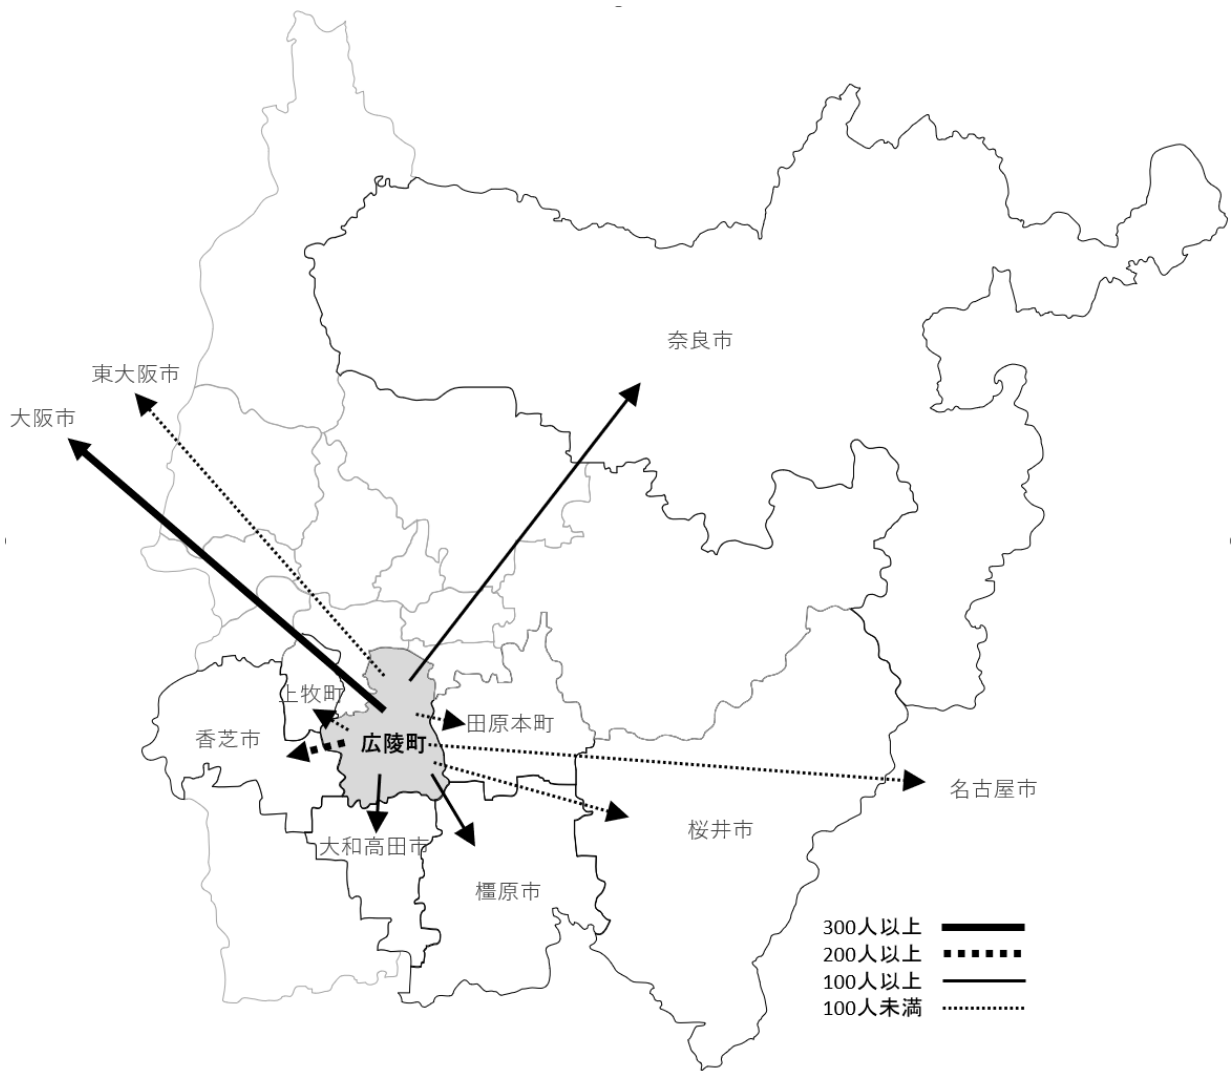 奈良市
東大阪市
大阪市
上牧町
田原本町
香芝市
広陵町
名古屋市
桜井市
大和高田市
橿原市
300人以上
200人以上
100人以上
100人未満